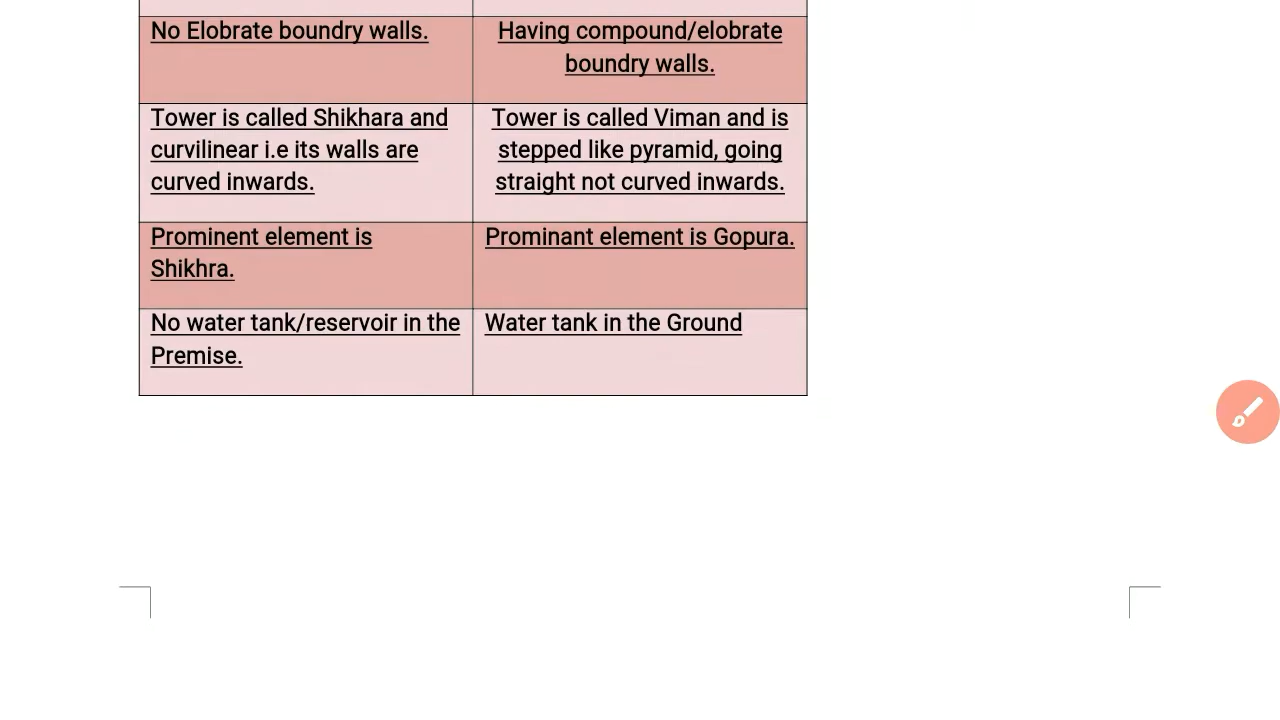 No Elobrate boundry walls.
Having compound/elobrate
boundry walls.
Tower is called Shikhara and
curvilinear i.e its walls are
curved inwards.
Tower is called Viman and is
stepped like pyramid, going
straight not curved inwards.
Prominent element is
Shikhra.
Prominant element is Gopura.
No water tank/reservoir in the
Premise.
Water tank in the Ground